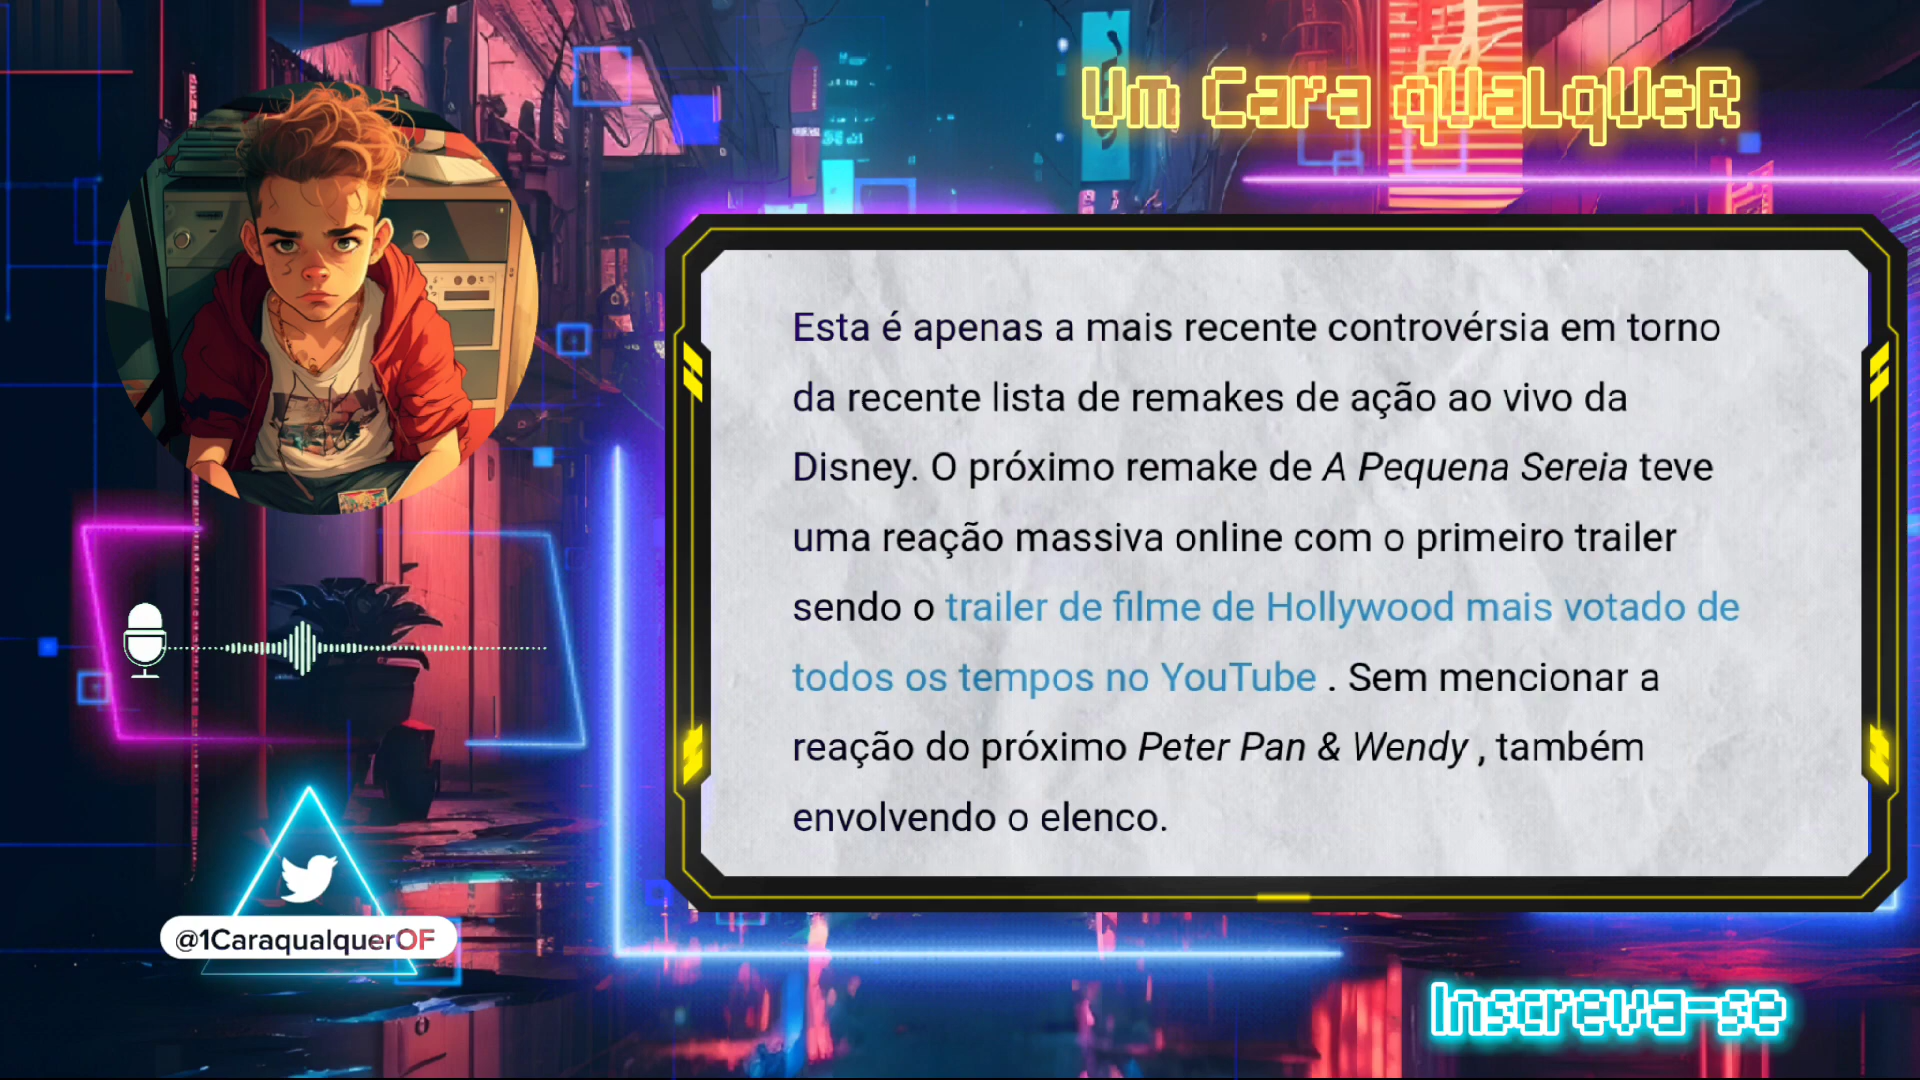 Um Cara qUaLqUeR
Esta é apenas a mais recente controvérsia em torno
da recente lista de remakes de ação ao vivo da
Disney. O próximo remake de A Pequena Sereia teve
uma reação massiva online com o primeiro trailer
sendo o trailer de filme de Hollywood mais votado de
todos os tempos no YouTube . Sem mencionar a
reação do próximo Peter Pan & Wendy , também
envolvendo o elenco.
@1CaraqualquerOF
Inscreva-se